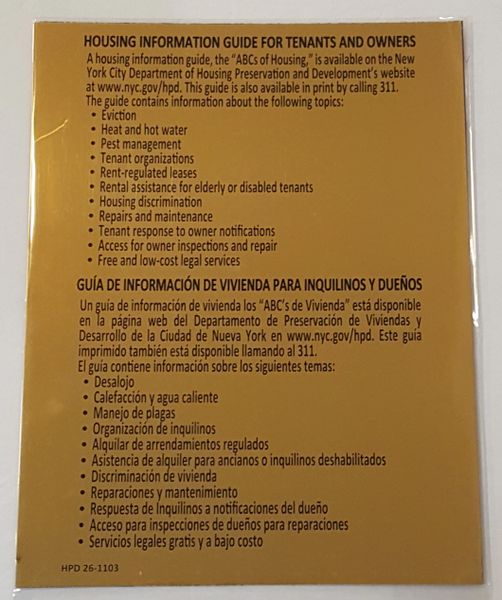 HOUSING INFORMATION GUIDE FOR TENANTS AND OWNERS
A housing information guide, the “ABCs of Housing,” is available on the New
York City Department of Housing Preservation and Development’s website
at www.nyc.gov/hpd. This guide is also available in print by calling 311.
The guide contains information about the following topics:
• Eviction
• Heat and hot water
• Pest management
• Tenant organizations
• Rent-regulated leases
• Rental assistance for elderly or disabled tenants
• Housing discrimination
• Repairs and maintenance
• Tenant response to owner notifications
• Access for owner inspections and repair
• Free and low-cost legal services
GUÍA DE INFORMACIÓN DE VIVIENDA PARA INQUILINOS Y DUEÑOS
Un guía de información de vivienda los “ABC’s de Vivienda” está disponible
en la página web del Departamento de Preservación de Viviendas y
Desarrollo de la Ciudad de Nueva York en www.nyc.gov/hpd. Este guía
imprimido también está disponible llamando al 311.
El guía contiene información sobre los siguientes temas:
• Desalojo
• Calefacción y agua caliente
• Manejo de plagas
• Organización de inquilinos
• Alquilar de arrendamientos regulados
• Asistencia de alquiler para ancianos o inquilinos deshabilitados
• Discriminación de vivienda
• Reparaciones y mantenimiento
• Respuesta de Inquilinos a notificaciones del dueño
• Acceso para inspecciones de dueños para reparaciones
• Servicios legales gratis y a bajo costo
HPD 26-1103